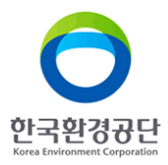 한국환경공단
Korea Environment Corporation